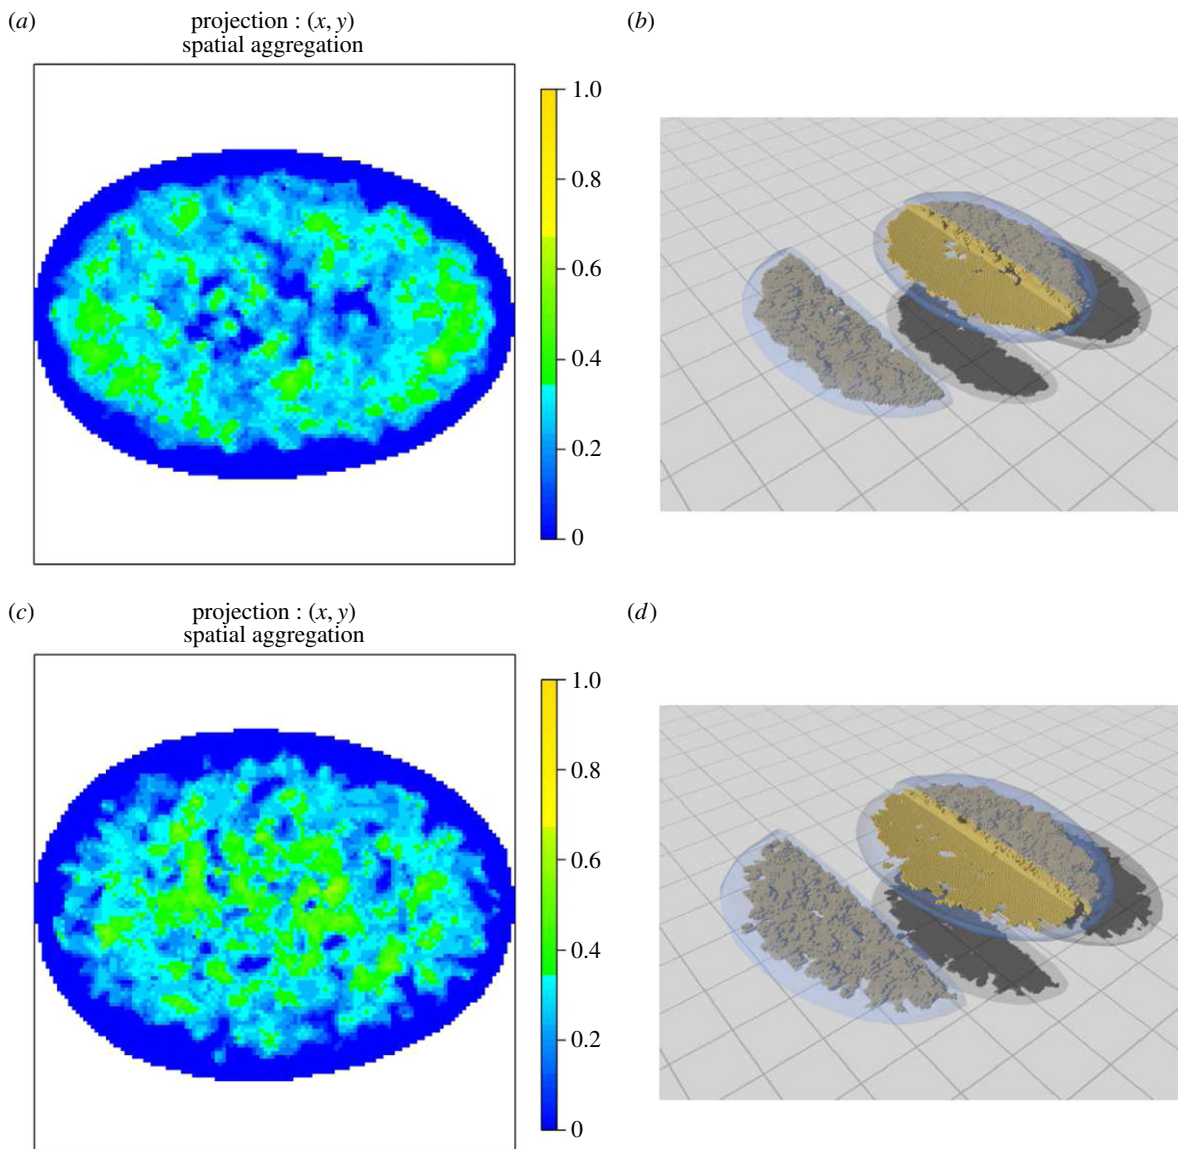 (a)
projection : (x, y)
spatial aggregation
1.0
0.8
0.6
0.4
0.2
0
(b)
(c)
projection : (x, y)
spatial aggregation
1.0
0.8
0.6
0.4
0.2
0
(d)